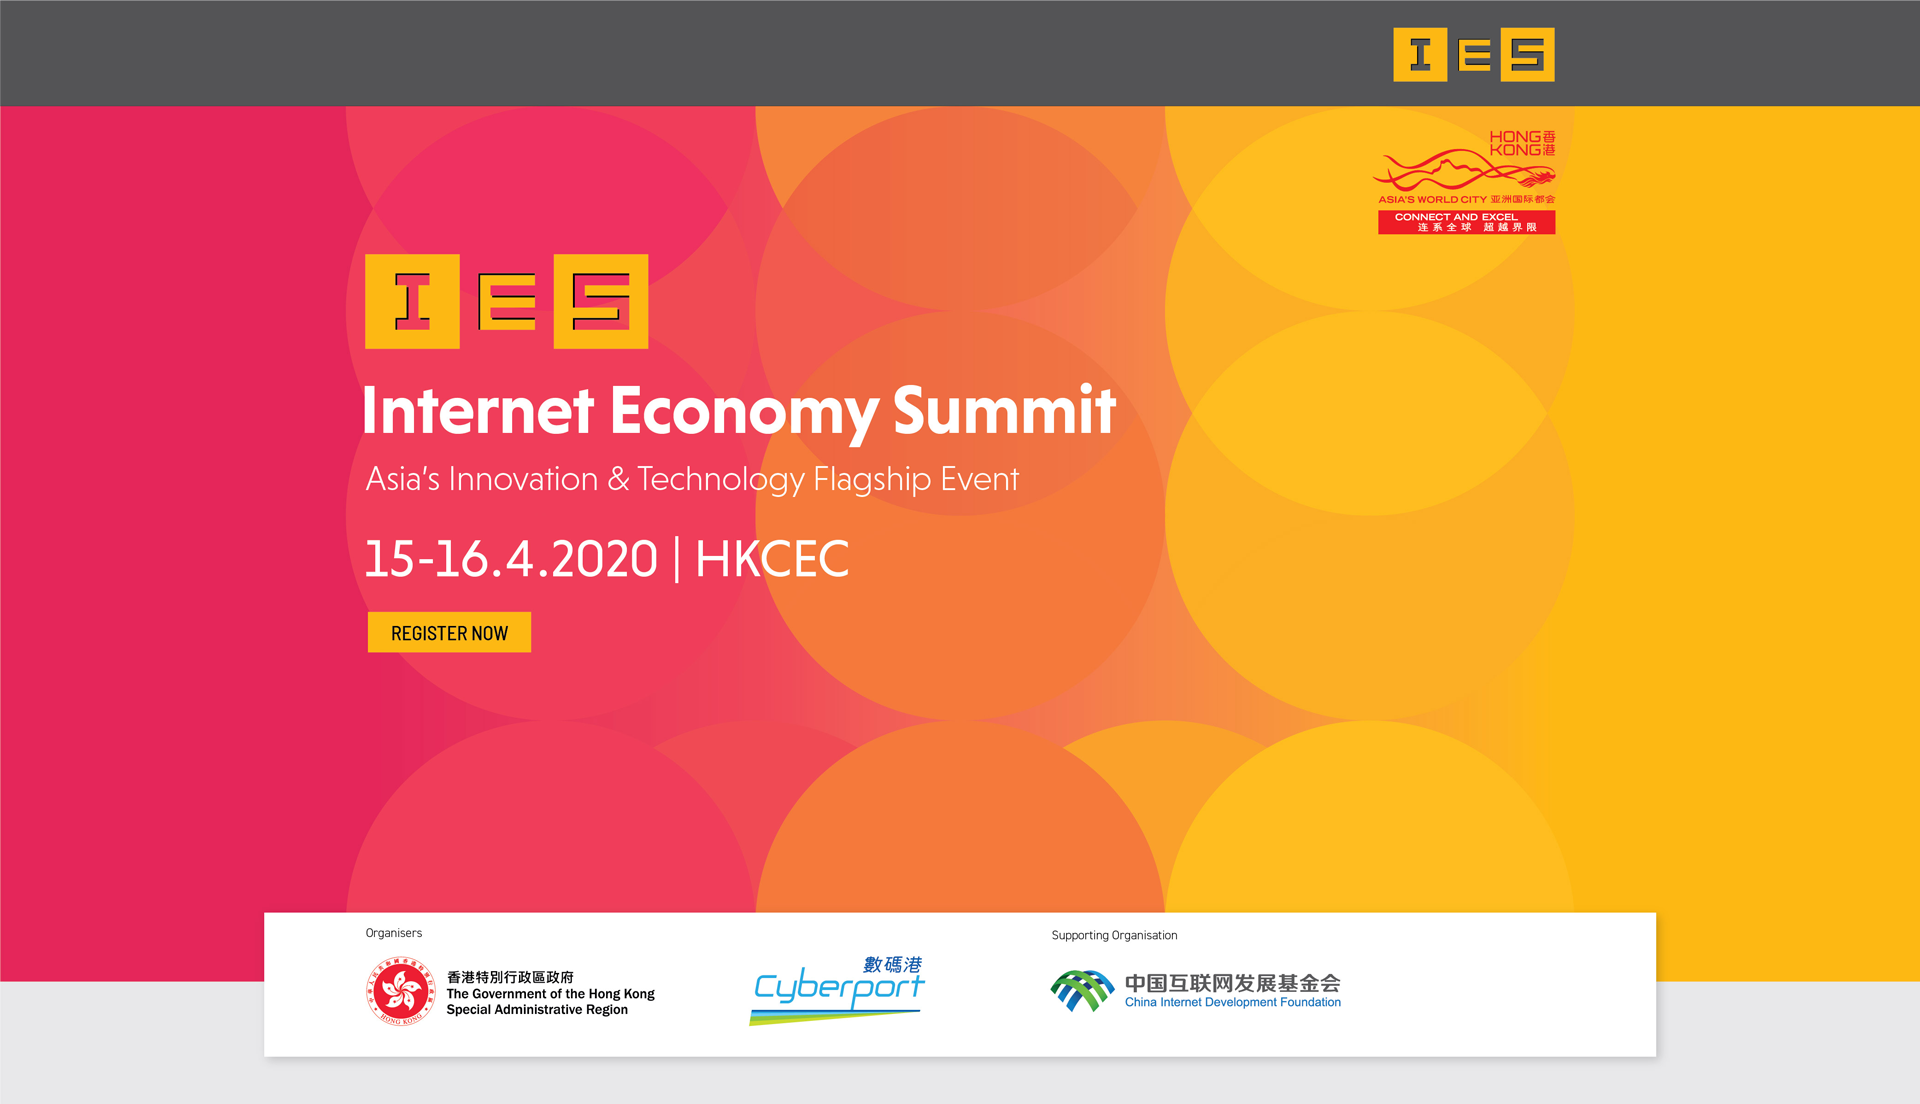 IES
HONG 香
KONG 港
ASIA'S WORLD CITY 亚洲国际都会
CONNECT AND EXCEL
连系全球 超越界限
IES
Internet Economy Summit
Asia's Innovation & Technology Flagship Event
15-16.4.2020 | HKCEC
REGISTER NOW
Organisers
香港特別行政區政府
The Government of the Hong Kong
Special Administrative Region
HONG KONG
數碼港
Cyberport
Supporting Organisation
中国互联网发展基金会
China Internet Development Foundation